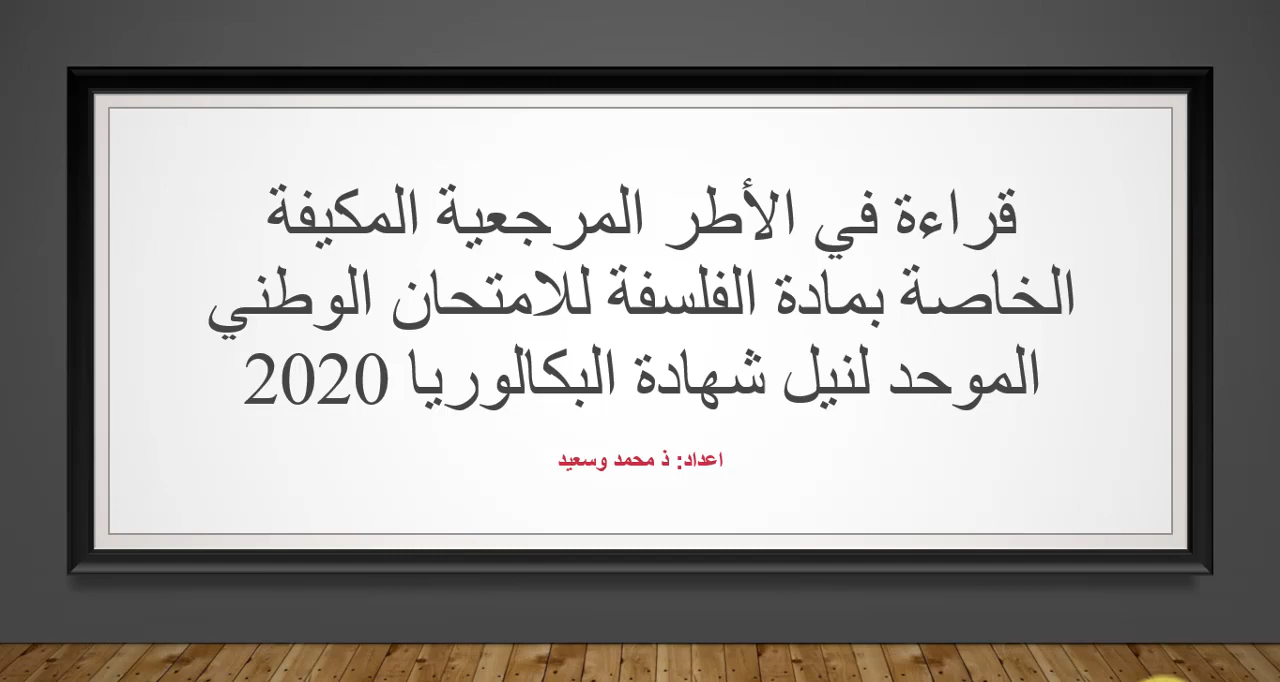 قراءة في الأطر المرجعية المكيفة
الخاصة بمادة الفلسفة للامتحان الوطني
الموحد لنيل شهادة البكالوريا 2020
اعداد: ذ محمد وسعيد